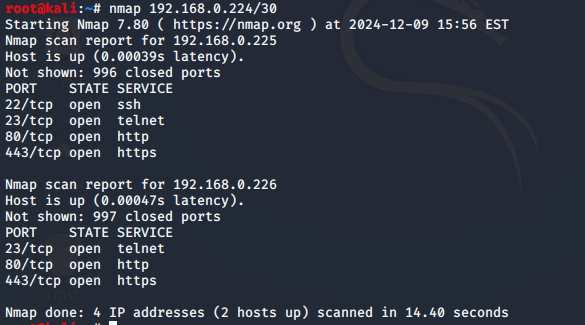 root@kali:~# nmap 192.168.0.224/30
Starting Nmap 7.80 ( https://nmap.org ) at 2024-12-09 15:56 EST
Nmap scan report for 192.168.0.225
Host is up (0.00039s latency).
Not shown: 996 closed ports
PORT    STATE SERVICE
22/tcp  open  ssh
23/tcp  open  telnet
80/tcp  open  http
443/tcp open  https
Nmap scan report for 192.168.0.226
Host is up (0.00047s latency).
Not shown: 997 closed ports
PORT    STATE SERVICE
23/tcp  open  telnet
80/tcp  open  http
443/tcp open  https
Nmap done: 4 IP addresses (2 hosts up) scanned in 14.40 seconds
root@kali:~#